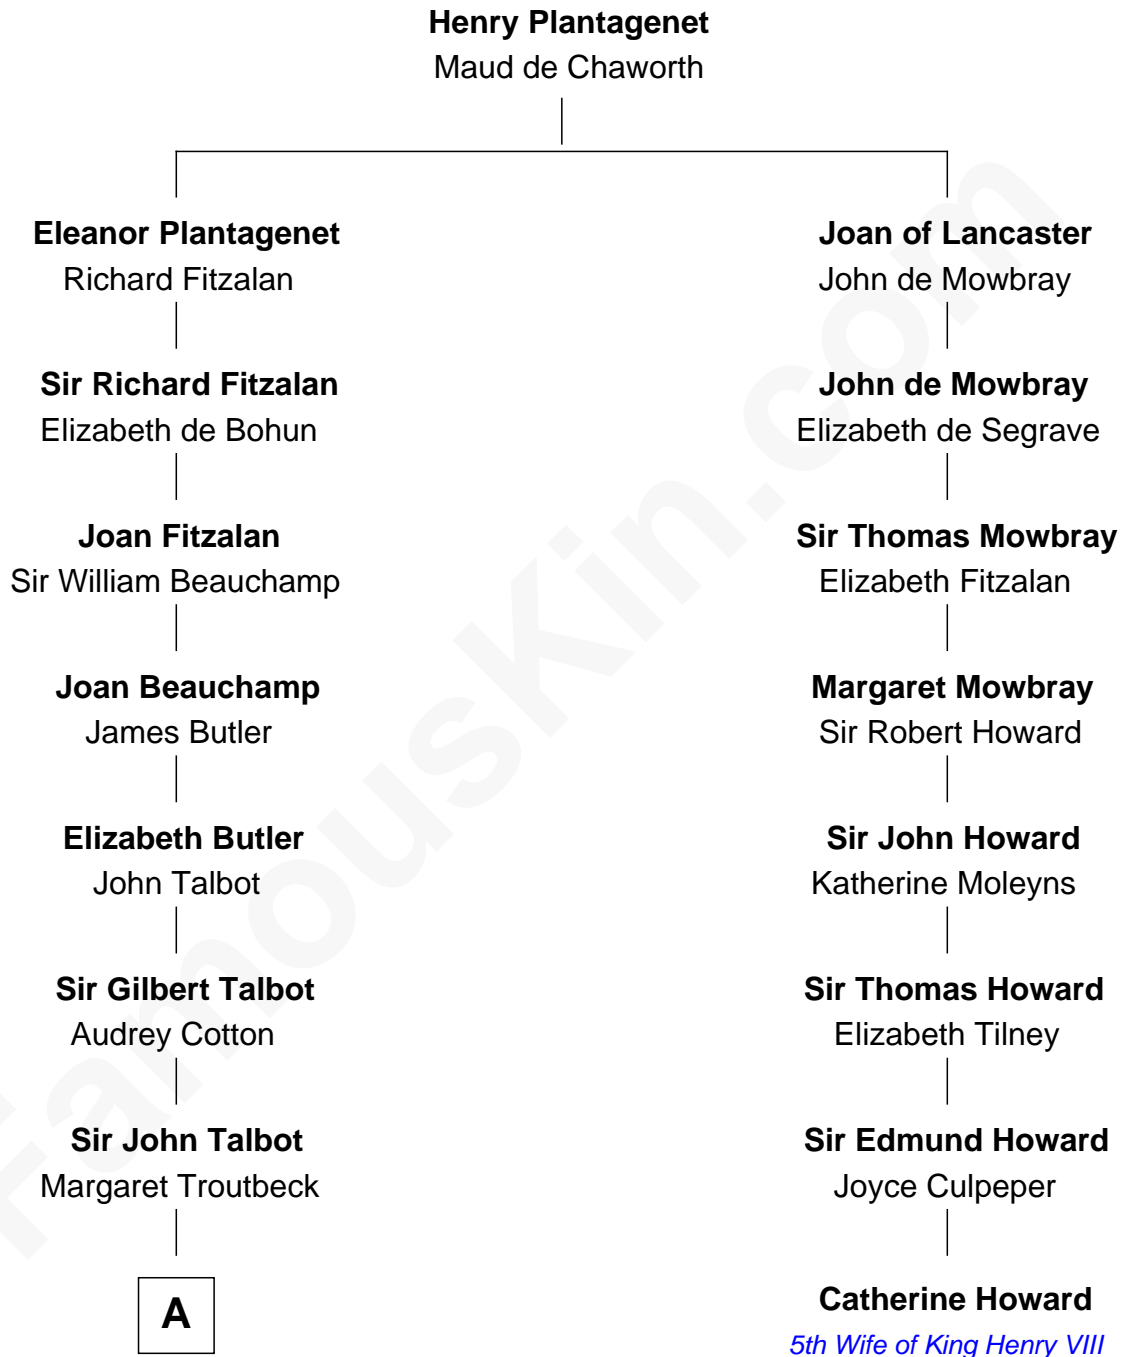 Henry Plantagenet
Maud de Chaworth
Eleanor Plantagenet
Richard Fitzalan
Sir Richard Fitzalan
Elizabeth de Bohun
Joan Fitzalan
Sir William Beauchamp
Joan Beauchamp
James Butler
Elizabeth Butler
John Talbot
Sir Gilbert Talbot
Audrey Cotton
Sir John Talbot
Margaret Troutbeck
A
Joan of Lancaster
John de Mowbray
John de Mowbray
Elizabeth de Segrave
Sir Thomas Mowbray
Elizabeth Fitzalan
Margaret Mowbray
Sir Robert Howard
Sir John Howard
Katherine Moleyns
Sir Thomas Howard
Elizabeth Tilney
Sir Edmund Howard
Joyce Culpeper
Catherine Howard
5th Wife of King Henry VIII
FamousKin.com